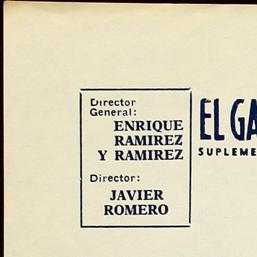 Director
General:
ENRIQUE
RAMIREZ
Y RAMIREZ
Director:
JAVIER
ROMERO
EL GA
SUPLEME